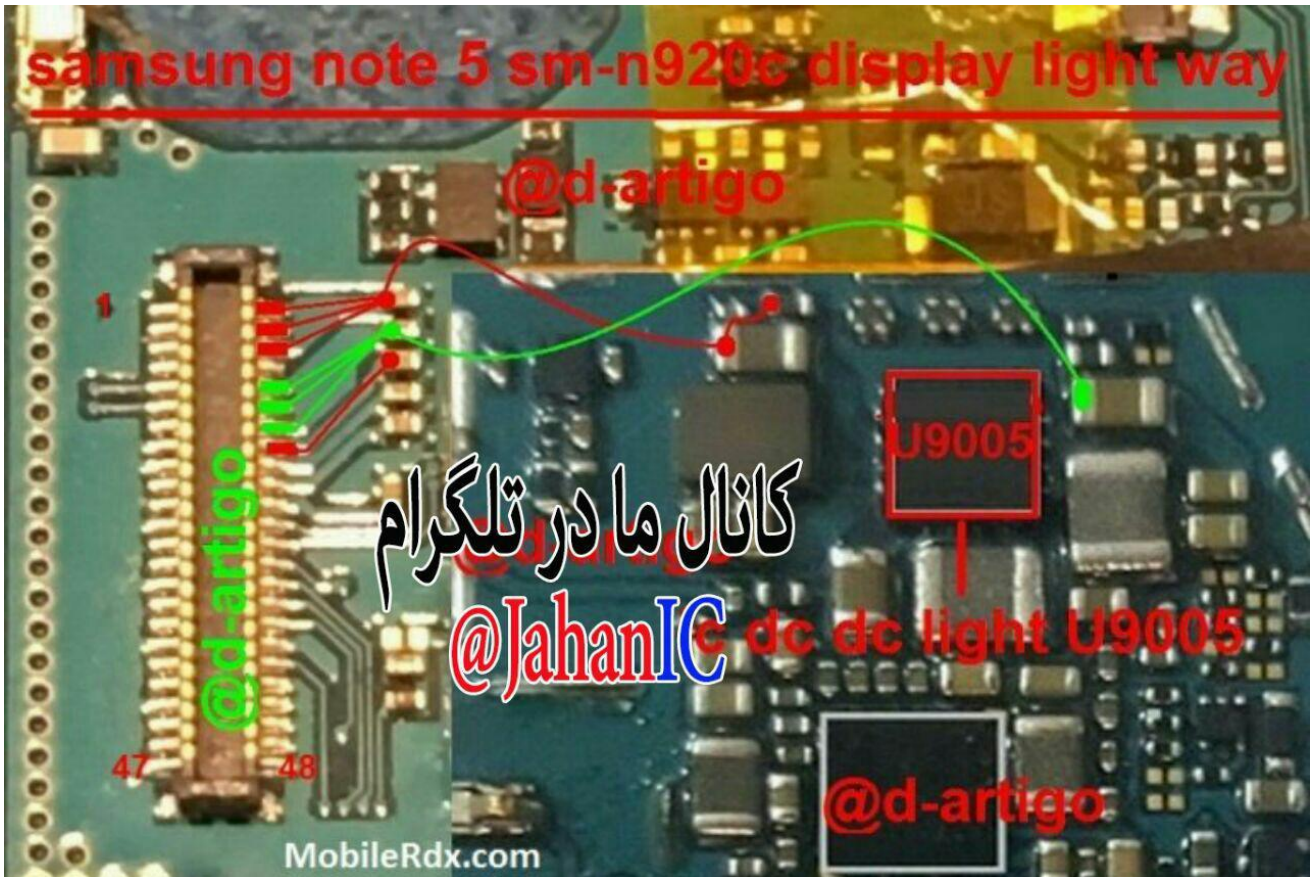 samsung note 5 sm-n920c display light way
@d-artigo
1
U9005
@d-artigo
کانال ما در تلگرام
@d-artigo
@JahanIC
c dc dc light U9005
47
48
@d-artigo
MobileRdx.com